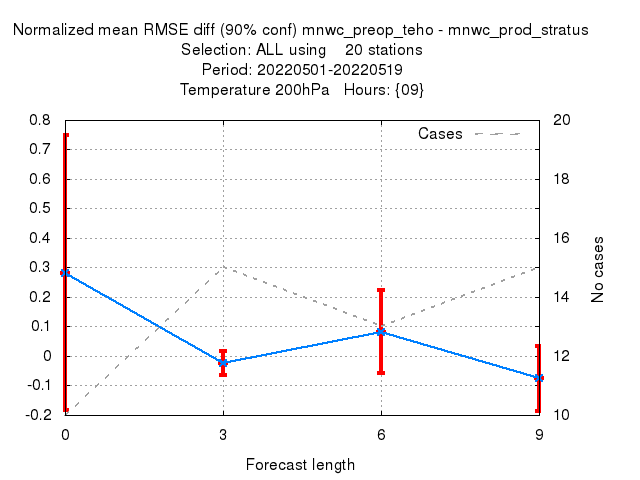 Normalized mean RMSE diff (90% conf) mnwc_preop_teho - mnwc_prod_stratus
Selection: ALL using    20 stations
Period: 20220501-20220519
Temperature 200hPa   Hours: {09}
Cases
0.8
0.7
0.6
0.5
0.4
0.3
0.2
0.1
0
-0.1
-0.2
20
18
16
14
12
10
No cases
0 3 6 9
Forecast length